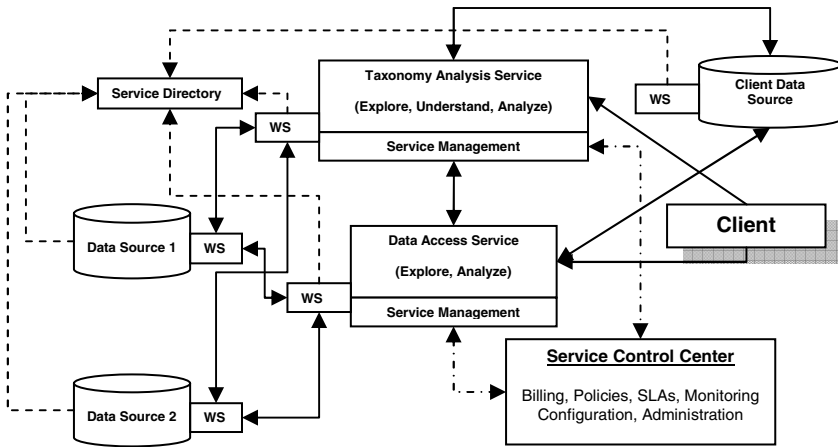 Taxonomy Analysis Service
(Explore, Understand, Analyze)
Service Management
Service Directory
WS
WS
Client Data
Source
Data Source 1
WS
Data Access Service
(Explore, Analyze)
Service Management
WS
Client
Data Source 2
WS
Service Control Center
Billing, Policies, SLAs, Monitoring
Configuration, Administration